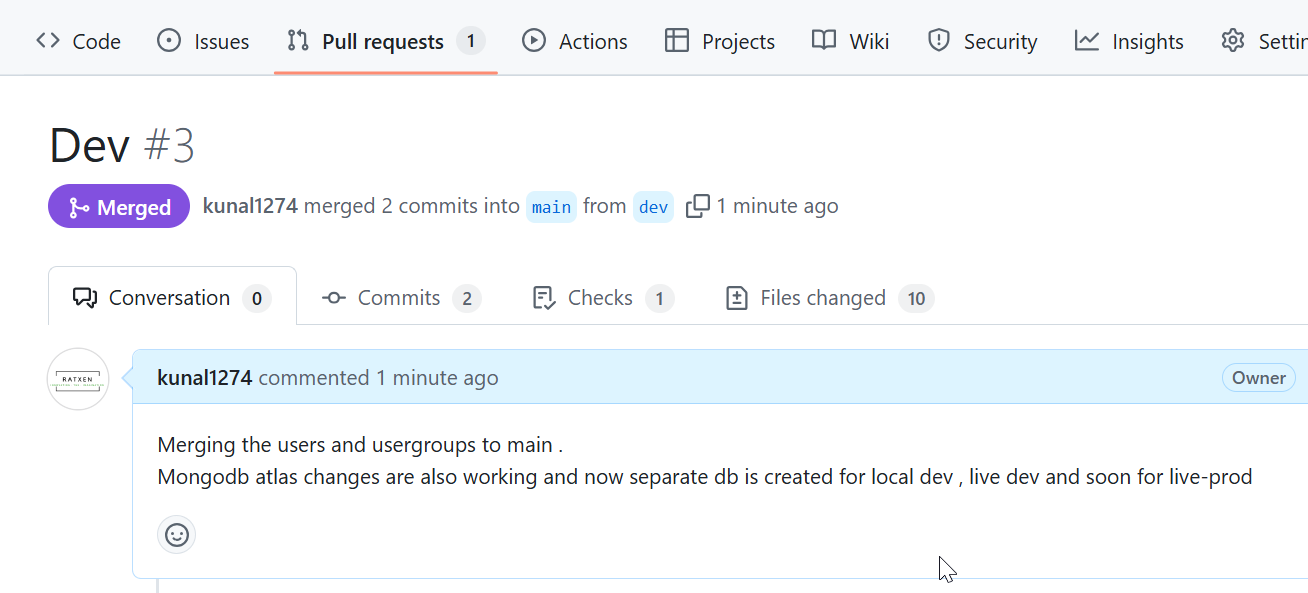 Code Issues Pull requests 1 Actions Projects Wiki Security Insights Settin
Dev #3
Merged kunal1274 merged 2 commits into main from dev 1 minute ago
Conversation 0 Commits 2 Checks 1 Files changed 10
RATXEN
kunal1274 commented 1 minute ago Owner
Merging the users and usergroups to main .
Mongodb atlas changes are also working and now separate db is created for local dev , live dev and soon for live-prod